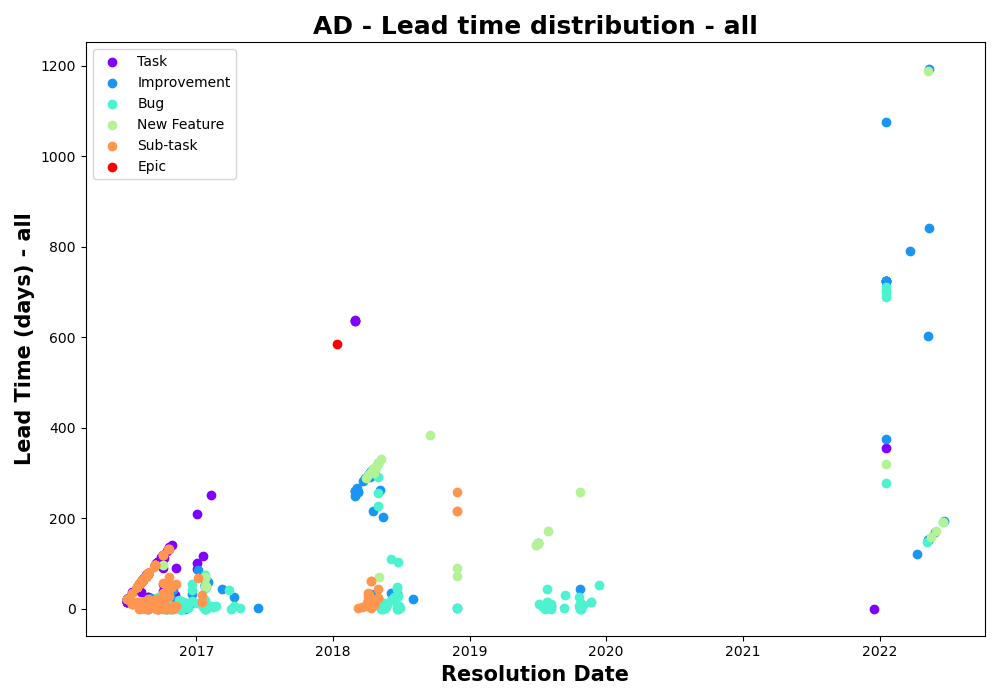 AD - Lead time distribution - all
Task
Improvement
Bug
New Feature
Sub-task
Epic
Lead Time (days) - all
1200
1000
800
600
400
200
0
2017 2018 2019 2020 2021 2022
Resolution Date